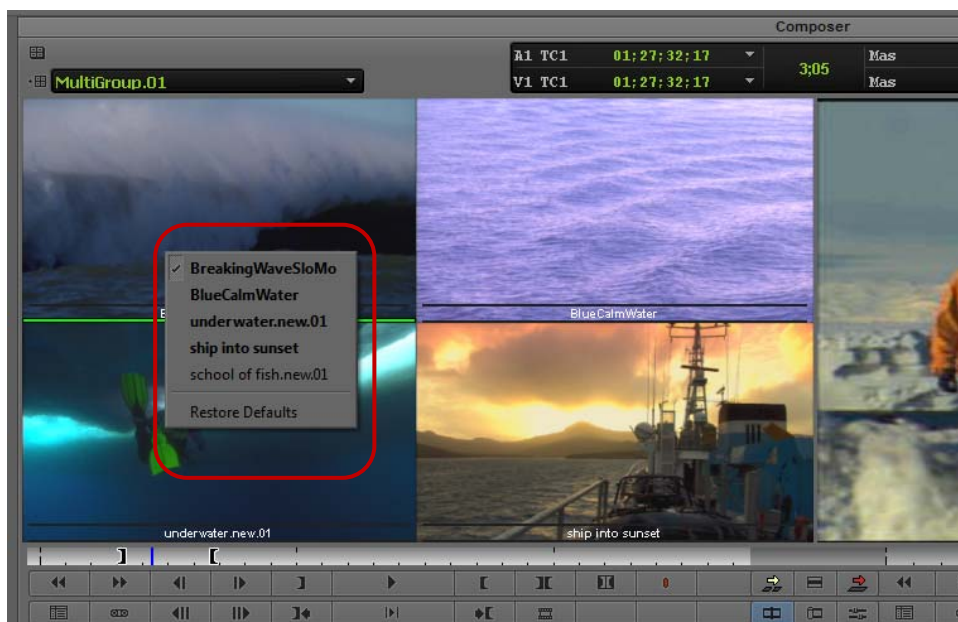 Composer
A1 TC1 01;27;32;17 Mas
MultiGroup.01 3;05
V1 TC1 01;27;32;17 Mas
BreakingWaveSloMo
BlueCalmWater
underwater.new.01
ship into sunset
school of fish.new.01
Restore Defaults
BlueCalmWater
underwater.new.01
ship into sunset